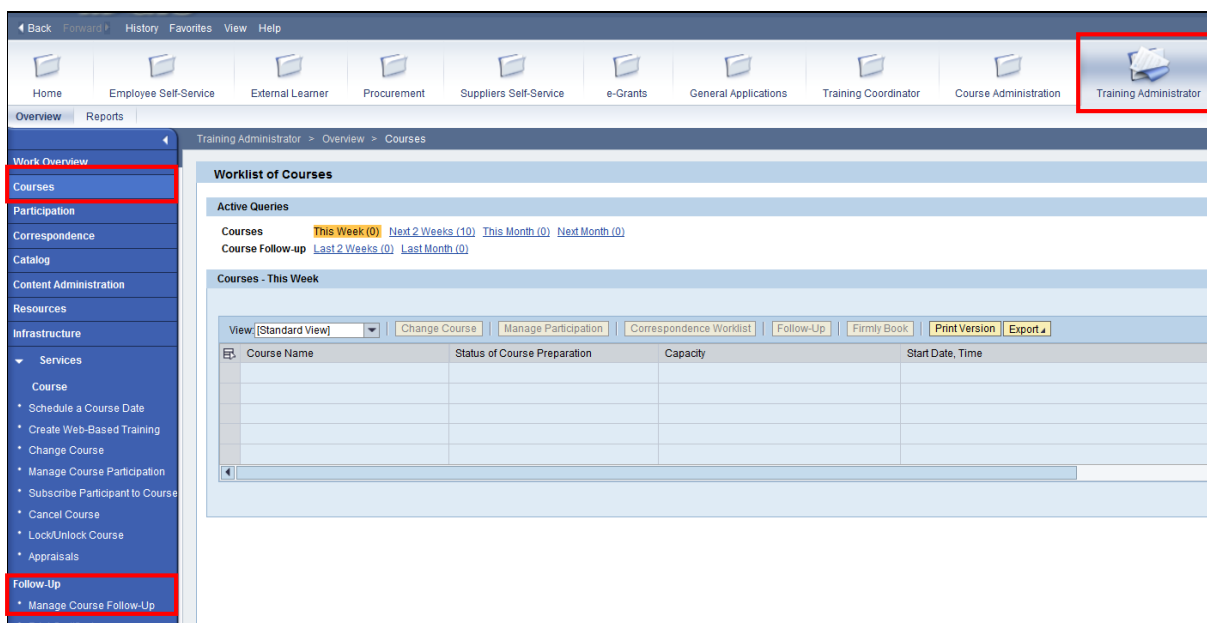 Back Forward History Favorites View Help
Home Employee Self-Service External Learner Procurement Suppliers Self-Service e-Grants General Applications Training Coordinator Course Administration Training Administrator
Overview Reports
Training Administrator > Overview > Courses
Work Overview
Courses
Participation
Correspondence
Catalog
Content Administration
Resources
Infrastructure
Services
Course
• Schedule a Course Date
• Create Web-Based Training
• Change Course
• Manage Course Participation
• Subscribe Participant to Course
• Cancel Course
• Lock/Unlock Course
• Appraisals
Follow-Up
• Manage Course Follow-Up
Worklist of Courses
Active Queries
Courses This Week (0) Next 2 Weeks (10) This Month (0) Next Month (0)
Course Follow-up Last 2 Weeks (0) Last Month (0)
Courses - This Week
View: [Standard View] Change Course Manage Participation Correspondence Worklist Follow-Up Firmly Book Print Version Export
Course Name Status of Course Preparation Capacity Start Date, Time